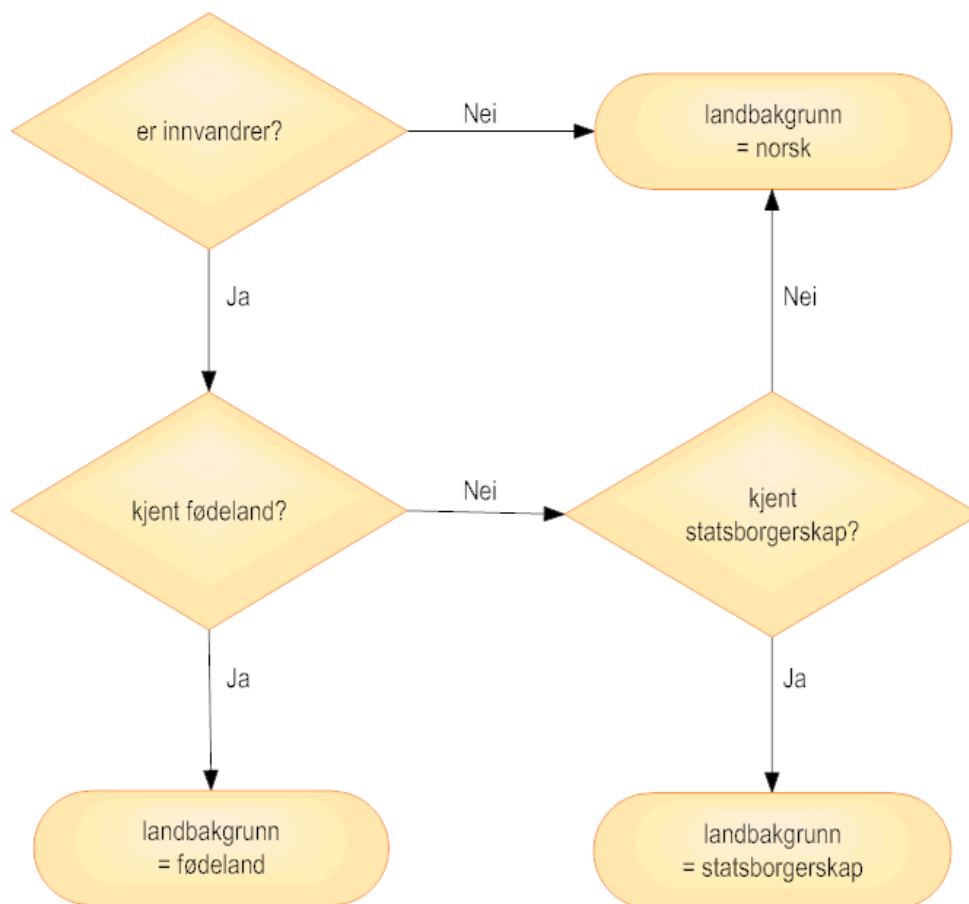 er innvandrer?
Nei
landbakgrunn
= norsk
Ja
Nei
kjent fødeland?
Nei
kjent
statsborgerskap?
Ja
Ja
landbakgrunn
= fødeland
landbakgrunn
= statsborgerskap